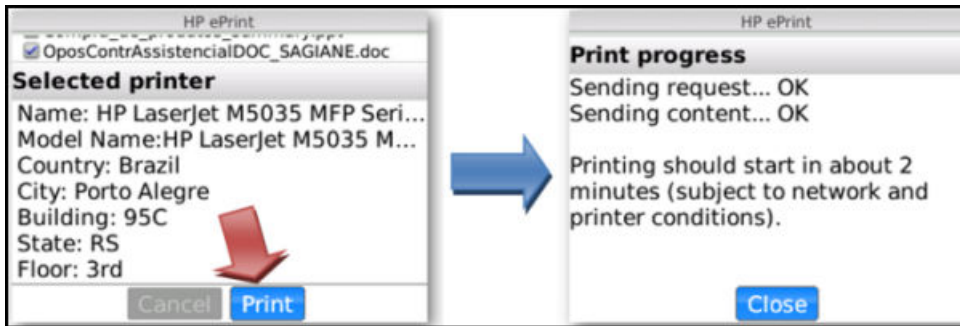 HP ePrint
OposContrAssistencialDOC_SAGIANE.doc
Selected printer
Name: HP LaserJet M5035 MFP Seri...
Model Name:HP LaserJet M5035 M...
Country: Brazil
City: Porto Alegre
Building: 95C
State: RS
Floor: 3rd
Cancel Print
HP ePrint
Print progress
Sending request... OK
Sending content... OK
Printing should start in about 2
minutes (subject to network and
printer conditions).
Close